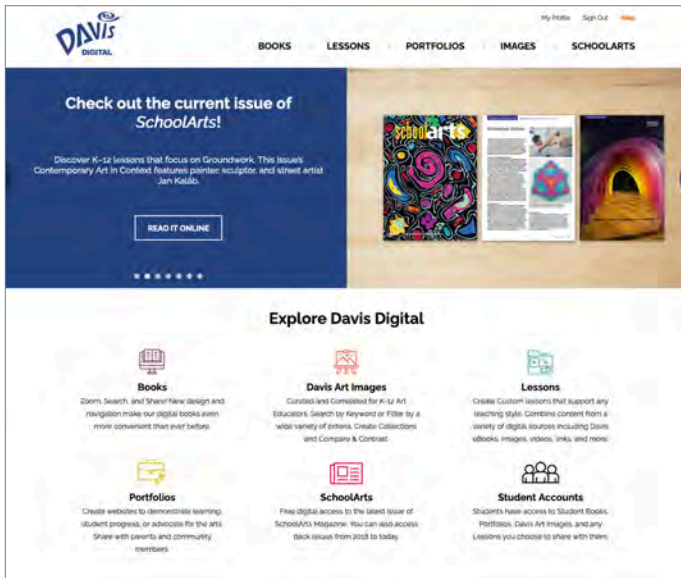 DAVIS
DIGITAL
My Profile Sign Out Help
BOOKS LESSONS PORTFOLIOS IMAGES SCHOOLARTS
Check out the current issue of
SchoolArts!
Discover K–12 lessons that focus on Groundwork. This issue's
Contemporary Art in Context features painter, sculptor, and street artist
Jan Kaláb.
READ IT ONLINE
schoolarts
Explore Davis Digital
Books
Zoom, Search, and Share! New design and
navigation make our digital books even
more convenient than ever before.
Davis Art Images
Curated and Correlated for K-12 Art
Educators. Search by Keyword or Filter by a
wide variety of criteria. Create Collections
and Compare & Contrast.
Lessons
Create Custom lessons that support any
teaching style. Combine content from a
variety of digital sources including Davis
eBooks, images, videos, links, and more.
Portfolios
Create websites to demonstrate learning,
student progress, or advocate for the arts.
Share with parents and community
members.
SchoolArts
Free digital access to the latest issue of
SchoolArts Magazine. You can also access
back issues from 2018 to today.
Student Accounts
Students have access to Student Books,
Portfolios, Davis Art Images, and any
Lessons you choose to share with them.